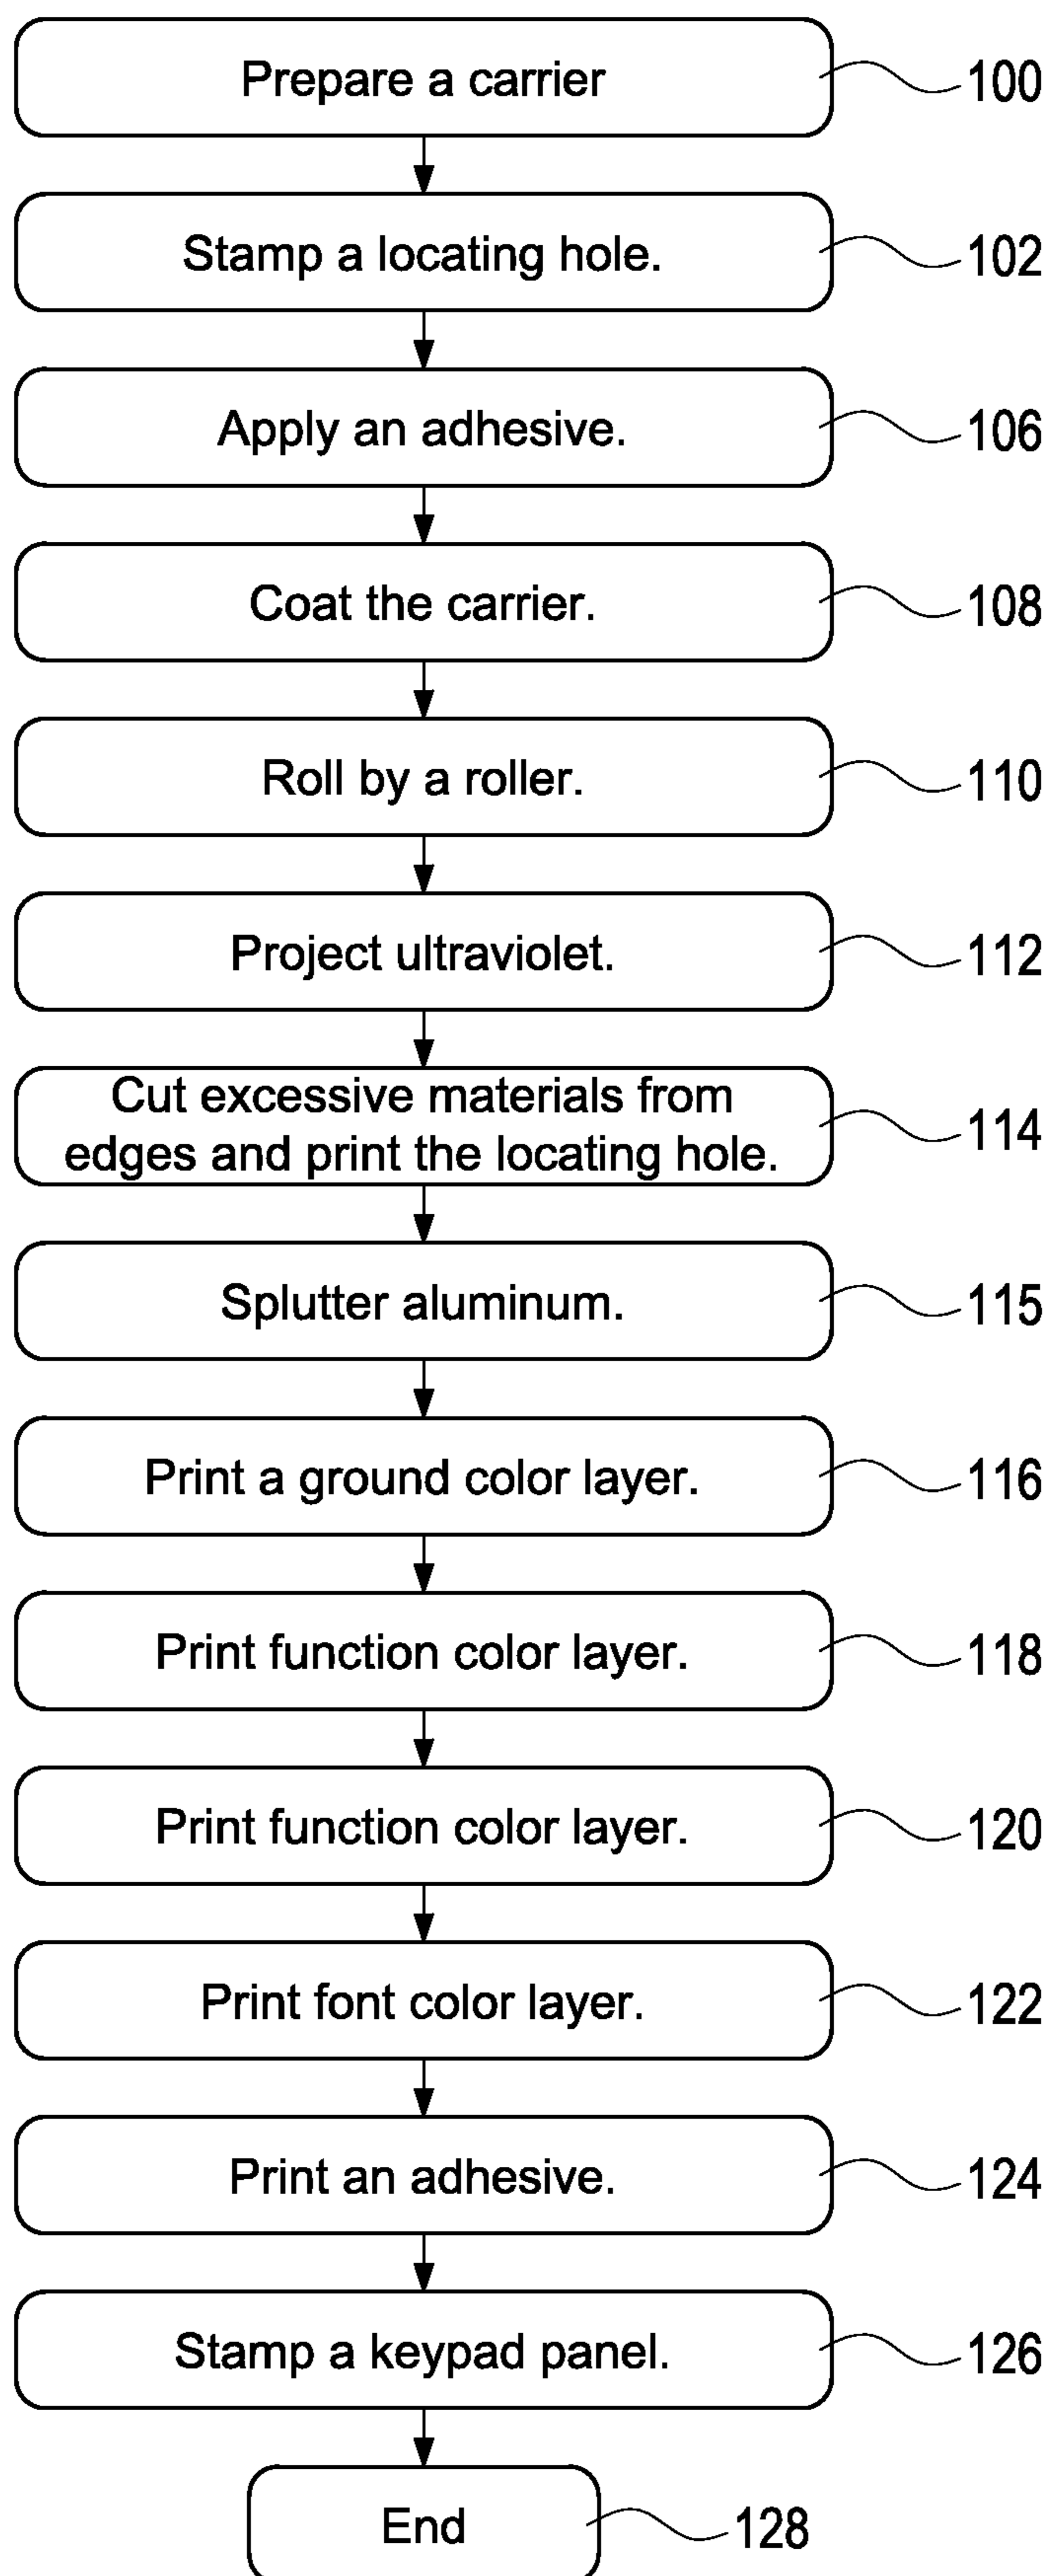 Prepare a carrier
100
Stamp a locating hole.
102
Apply an adhesive.
106
Coat the carrier.
108
Roll by a roller.
110
Project ultraviolet.
112
Cut excessive materials from
edges and print the locating hole.
114
Splutter aluminum.
115
Print a ground color layer.
116
Print function color layer.
118
Print function color layer.
120
Print font color layer.
122
Print an adhesive.
124
Stamp a keypad panel.
126
End
128